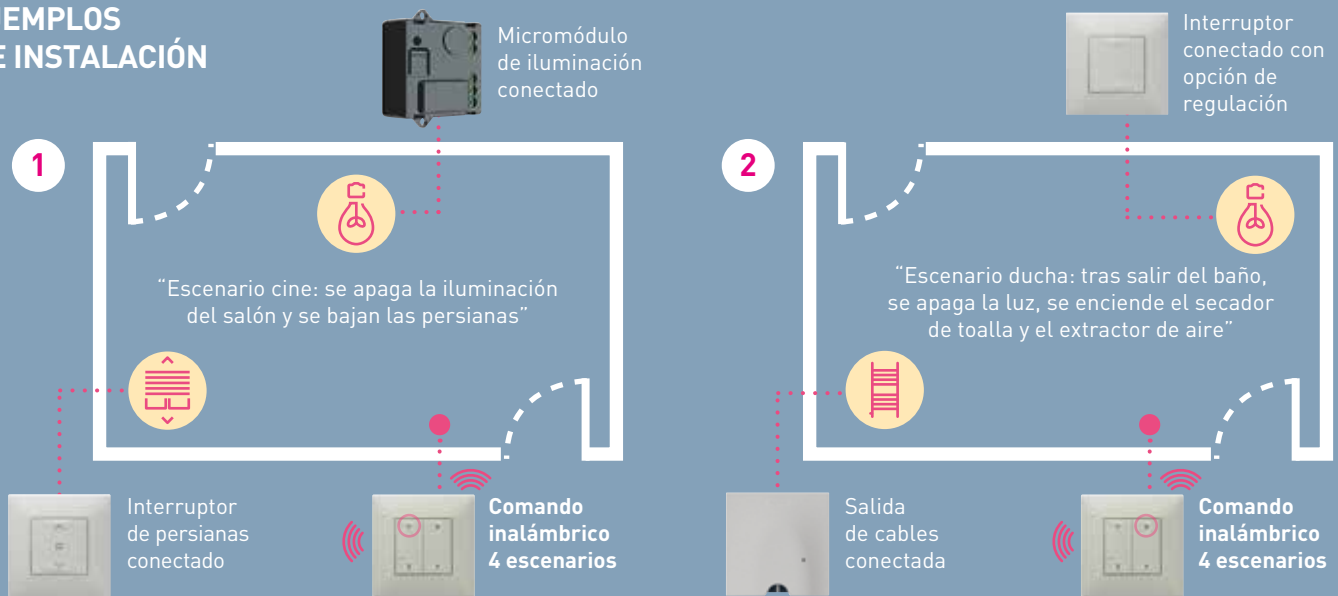 EJEMPLOS
DE INSTALACIÓN
Micromódulo
de iluminación
conectado
1
"Escenario cine: se apaga la iluminación
del salón y se bajan las persianas"
Interruptor
de persianas
conectado
Comando
inalámbrico
4 escenarios
Interruptor
conectado con
opción de
regulación
2
"Escenario ducha: tras salir del baño,
se apaga la luz, se enciende el secador
de toalla y el extractor de aire"
Salida
de cables
conectada
Comando
inalámbrico
4 escenarios